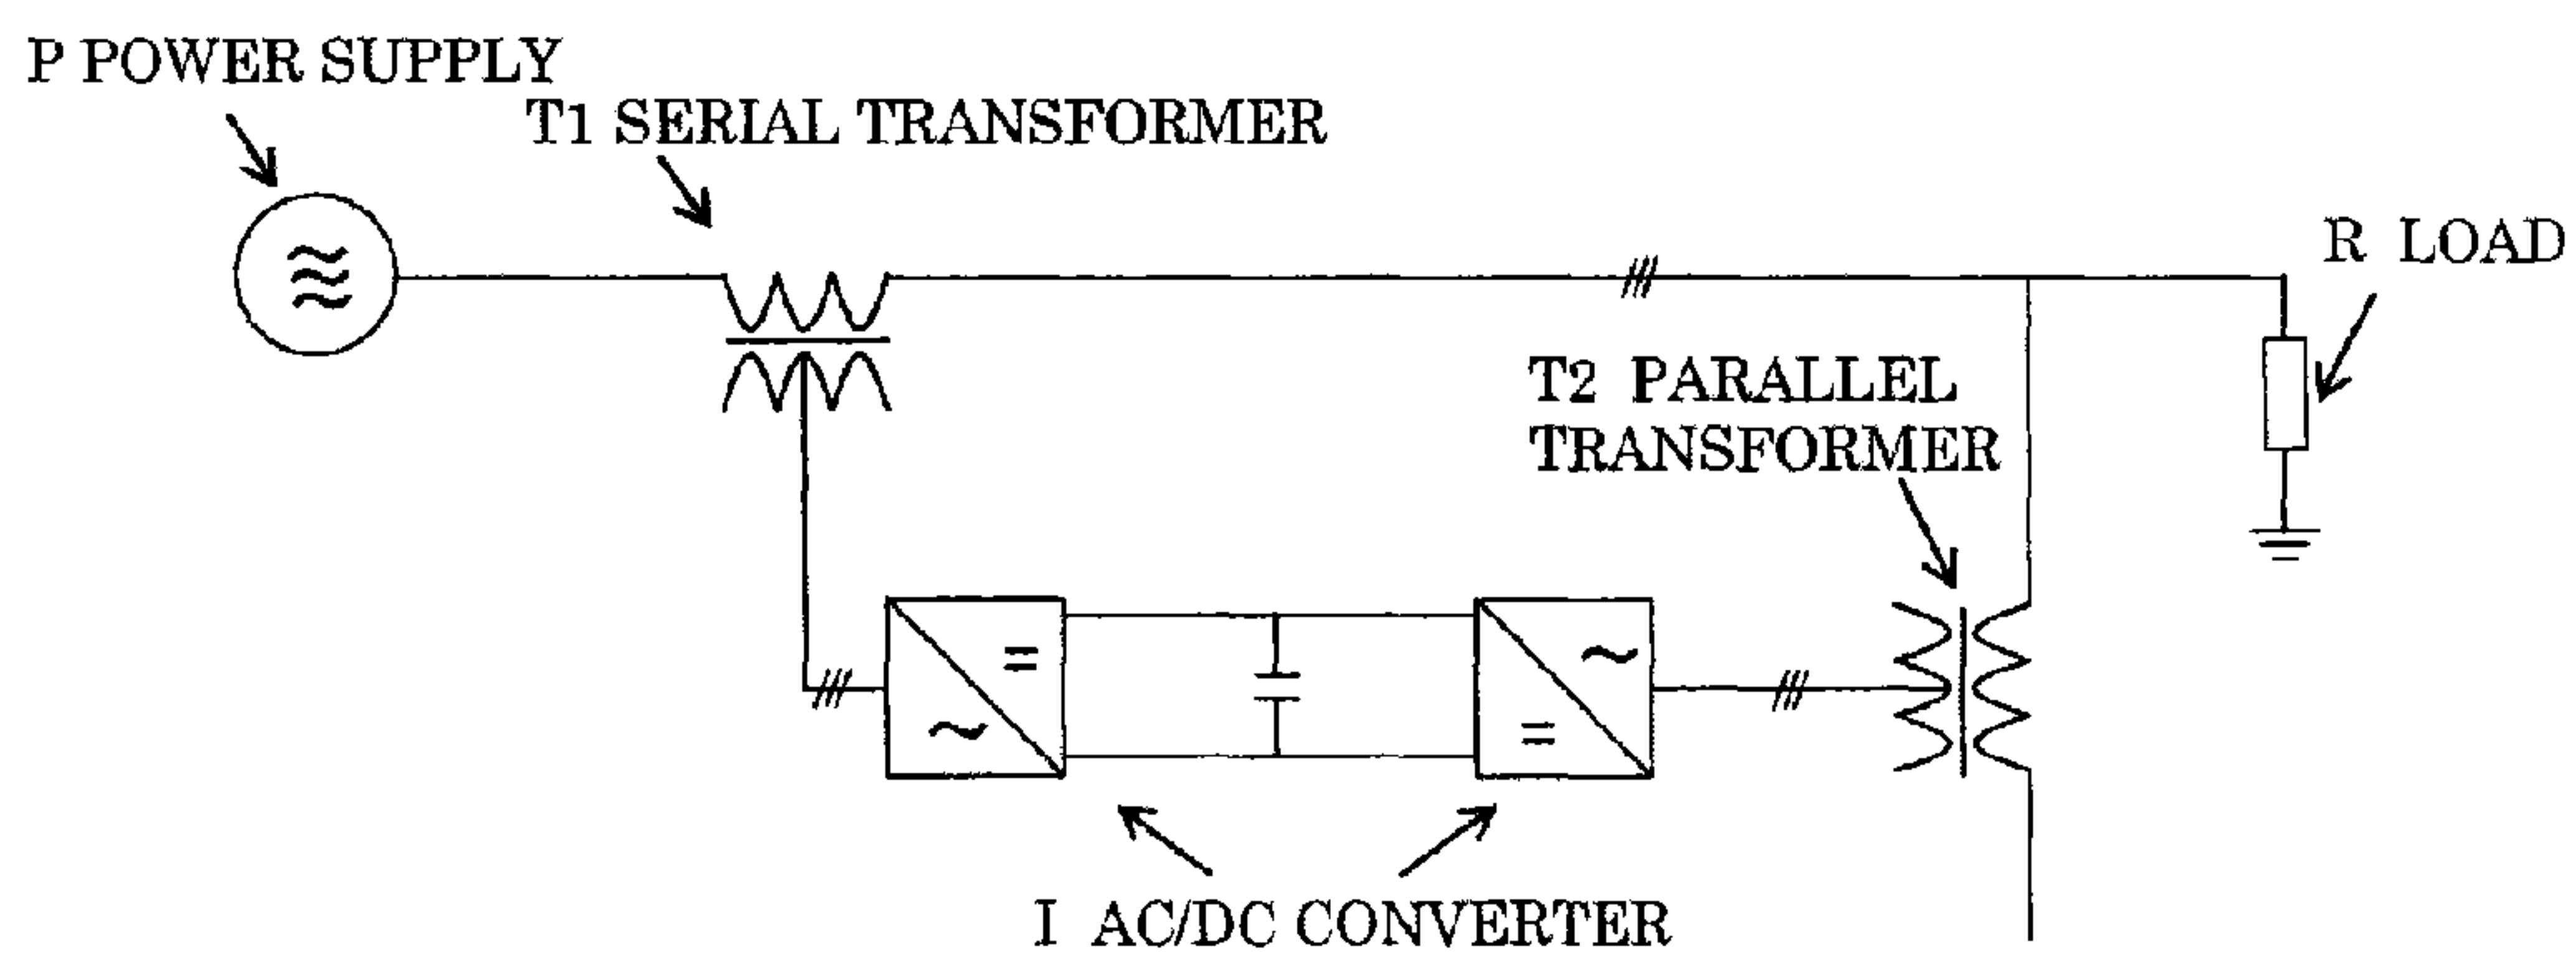 P POWER SUPPLY
T1 SERIAL TRANSFORMER
R LOAD
T2 PARALLEL
TRANSFORMER
I AC/DC CONVERTER